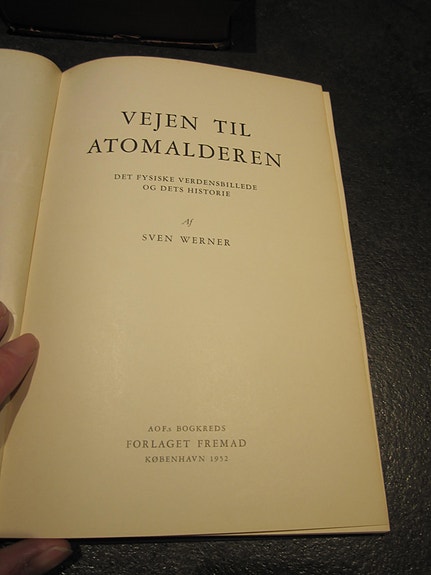 VEJEN TIL
ATOMALDEREN
DET FYSISKE VERDENSBILLEDE
OG DETS HISTORIE
Af
SVEN WERNER
AOFs BOGKREDS
FORLAGET FREMAD
KØBENHAVN 1952